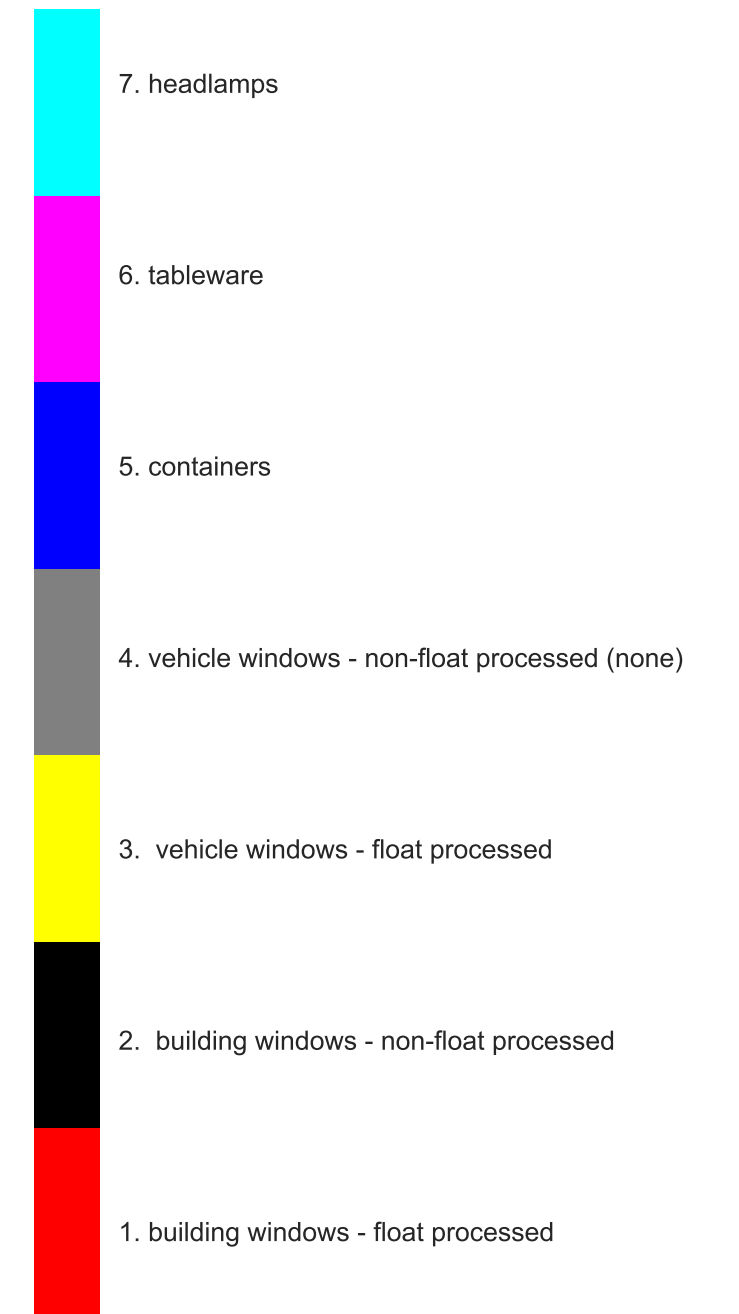 7. headlamps
6. tableware
5. containers
4. vehicle windows - non-float processed (none)
3.  vehicle windows - float processed
2.  building windows - non-float processed
1. building windows - float processed